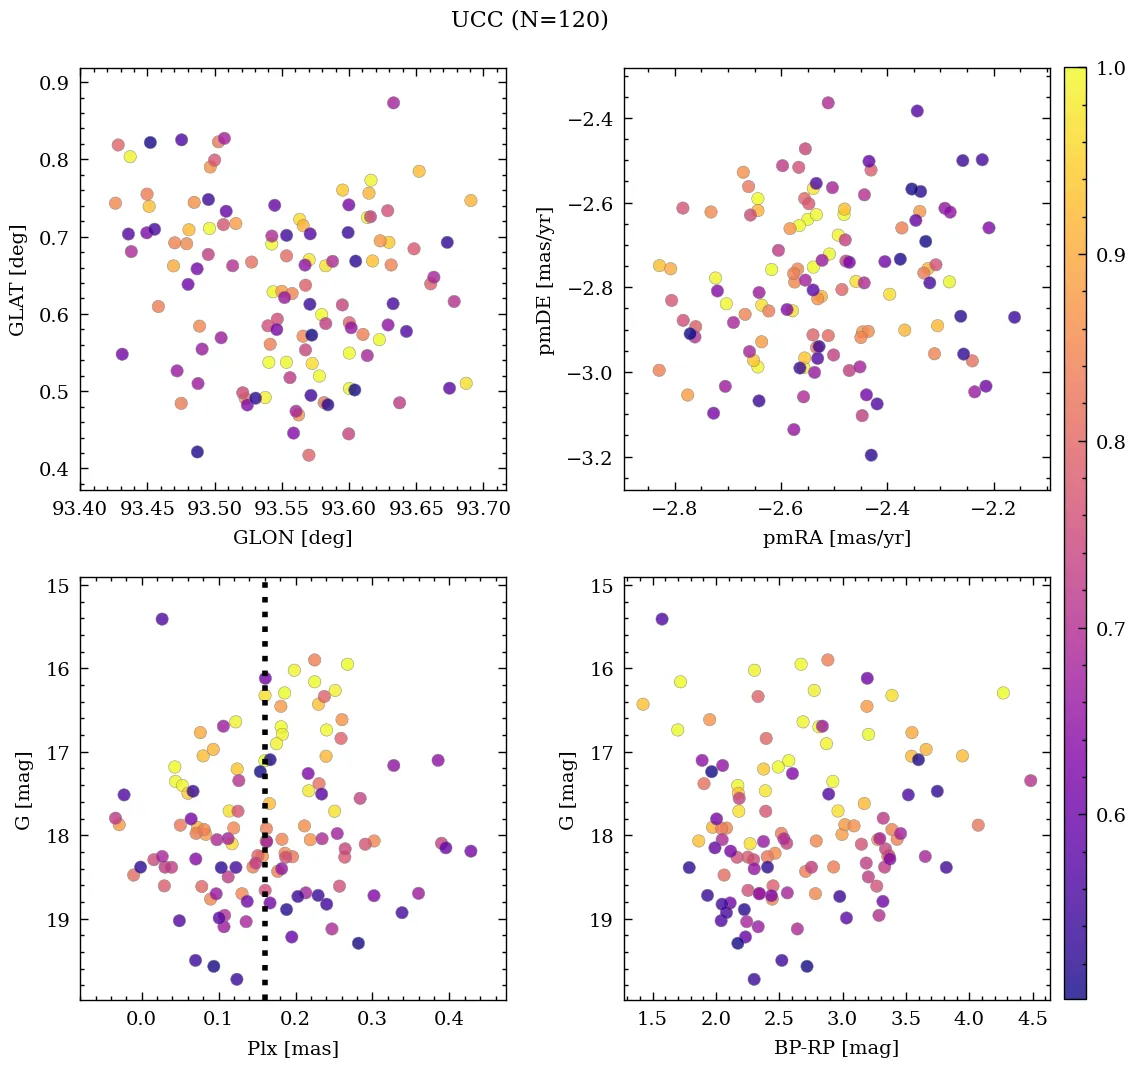 UCC (N=120)
0.9
0.8
0.7
0.6
0.5
0.4
GLAT [deg]
93.40 93.45 93.50 93.55 93.60 93.65 93.70
GLON [deg]
−2.4
−2.6
−2.8
−3.0
−3.2
pmDE [mas/yr]
−2.8 −2.6 −2.4 −2.2
pmRA [mas/yr]
15
16
17
18
19
G [mag]
0.0 0.1 0.2 0.3 0.4
Plx [mas]
15
16
17
18
19
G [mag]
1.5 2.0 2.5 3.0 3.5 4.0 4.5
BP-RP [mag]
1.0
0.9
0.8
0.7
0.6